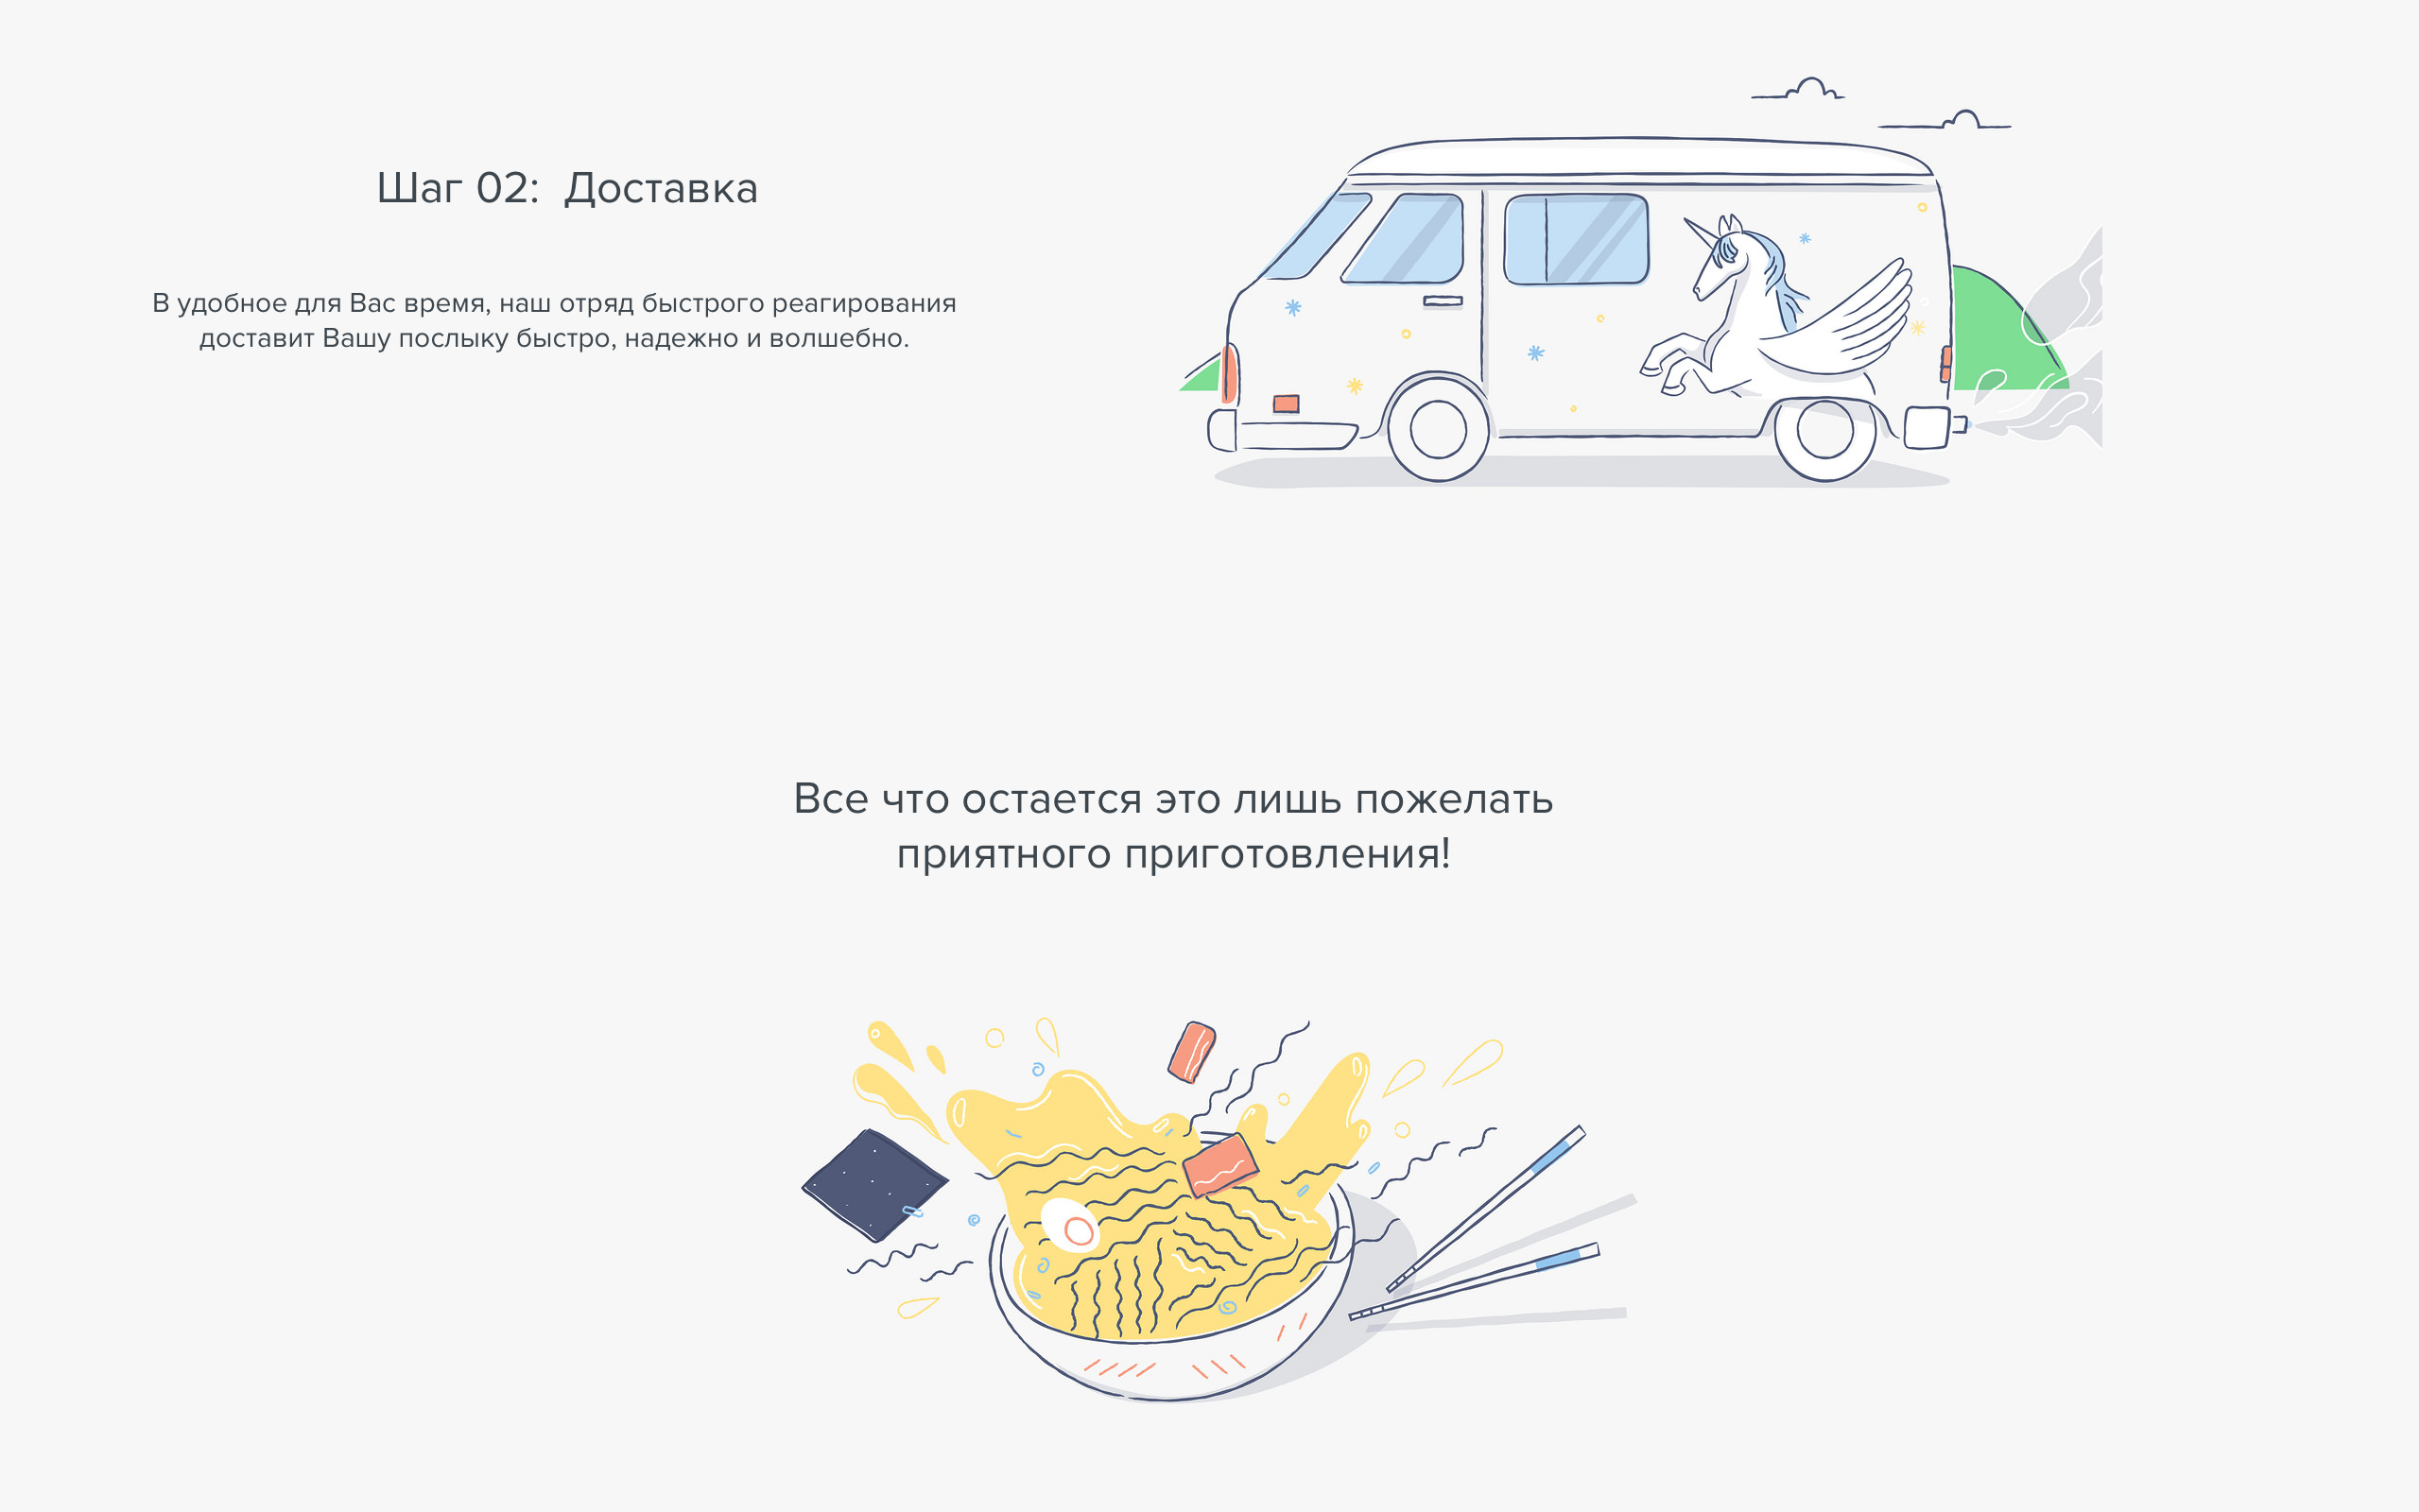 Шаг 02:  Доставка
В удобное для Вас время, наш отряд быстрого реагирования
доставит Вашу послыку быстро, надежно и волшебно.
Все что остается это лишь пожелать
приятного приготовления!